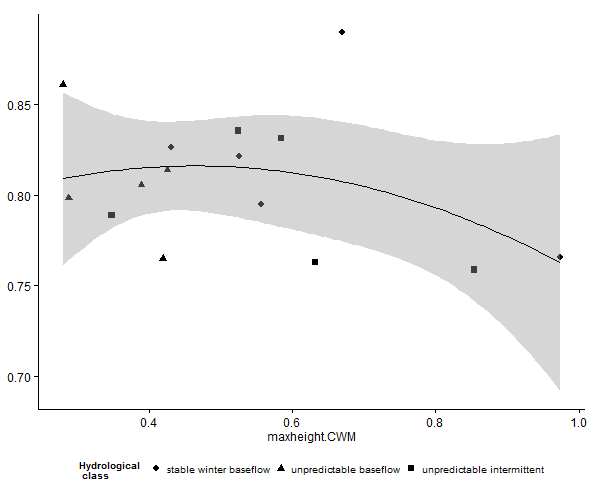 0.85
0.80
0.75
0.70
0.4 0.6 0.8 1.0
maxheight.CWM
Hydrological
class
stable winter baseflow unpredictable baseflow unpredictable intermittent